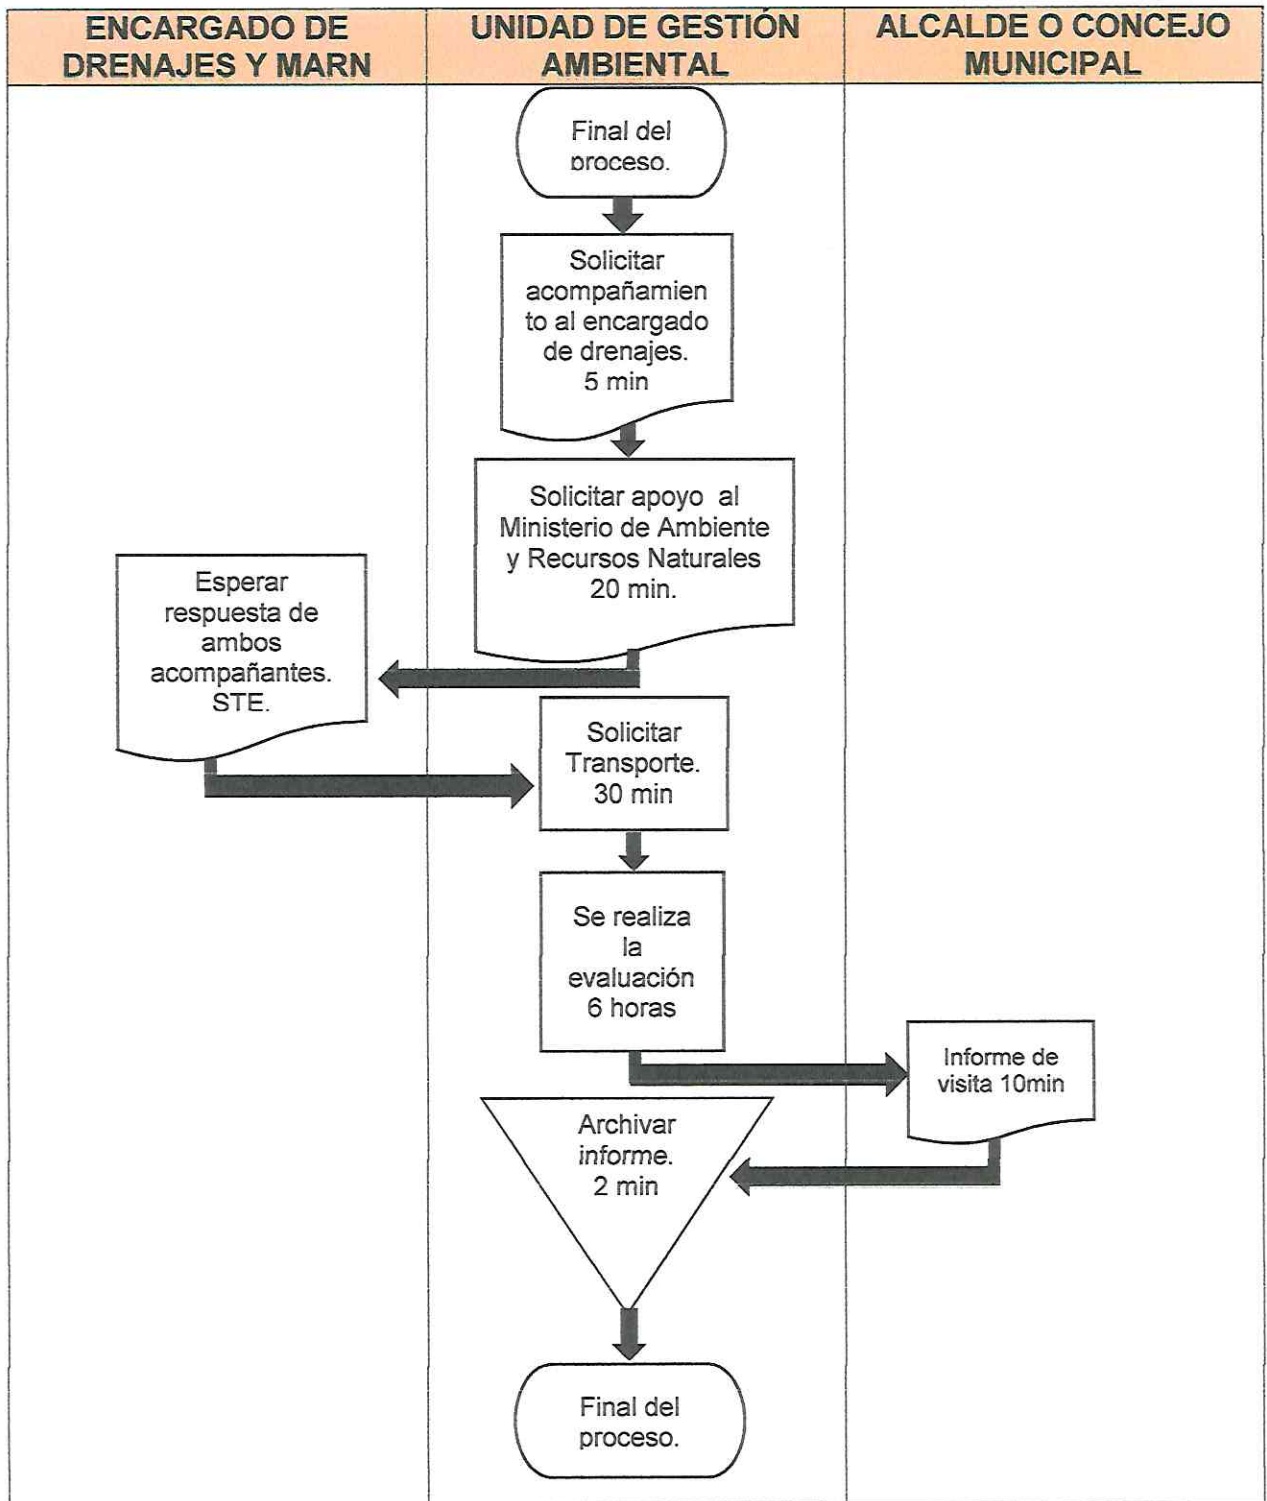 ENCARGADO DE
DRENAJES Y MARN
UNIDAD DE GESTIÓN
AMBIENTAL
ALCALDE O CONCEJO
MUNICIPAL
Final del
proceso.
Solicitar
acompañamien
to al encargado
de drenajes.
5 min
Solicitar apoyo al
Ministerio de Ambiente
y Recursos Naturales
20 min.
Esperar
respuesta de
ambos
acompañantes.
STE.
Solicitar
Transporte.
30 min
Se realiza
la
evaluación
6 horas
Informe de
visita 10min
Archivar
informe.
2 min
Final del
proceso.